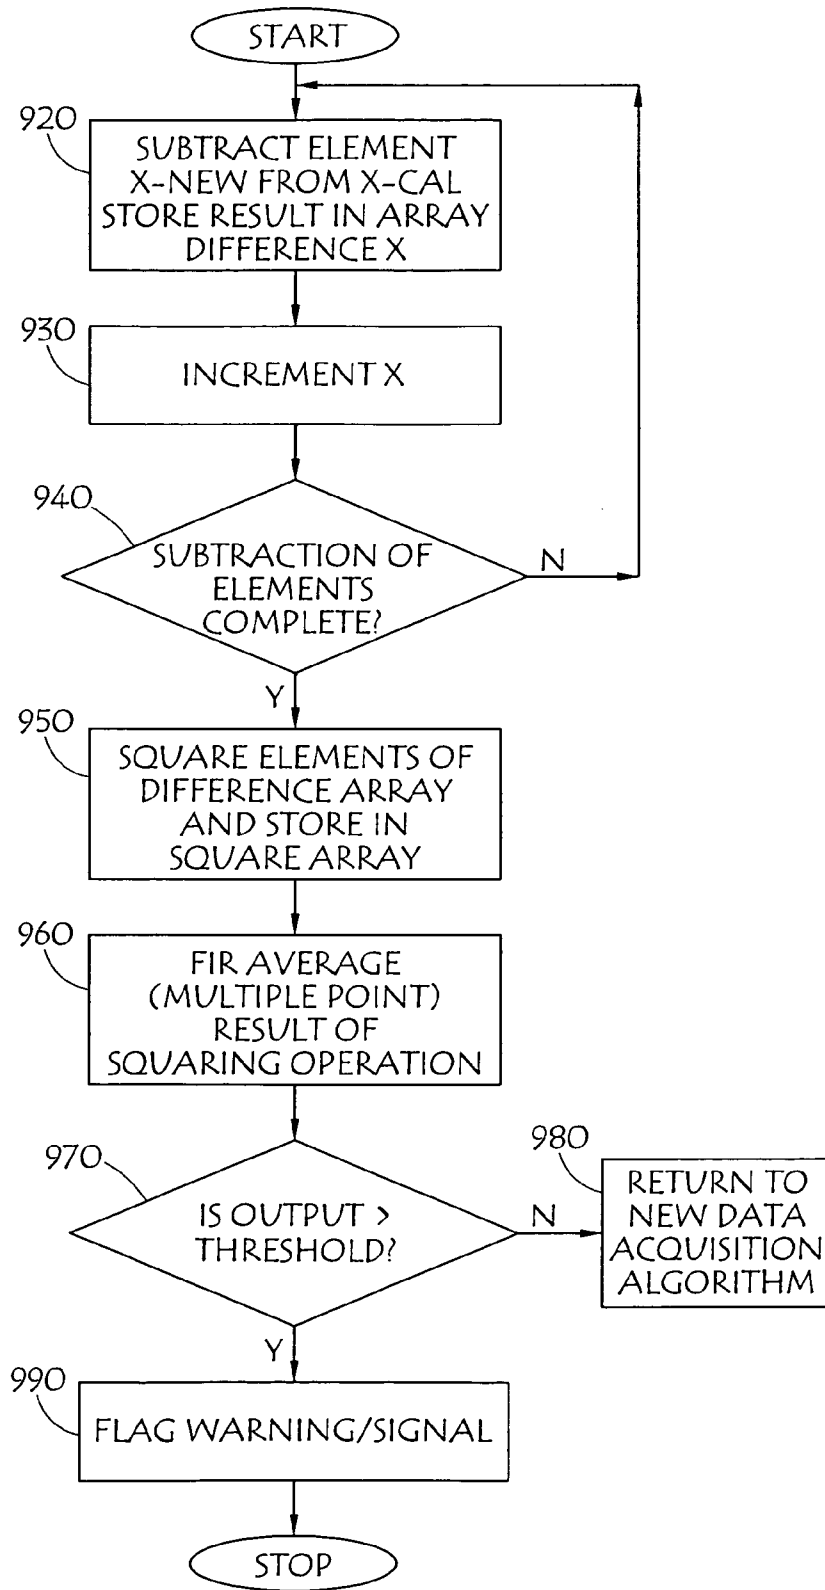 START
920
SUBTRACT ELEMENT
X-NEW FROM X-CAL
STORE RESULT IN ARRAY
DIFFERENCE X
930
INCREMENT X
940
SUBTRACTION OF
ELEMENTS
COMPLETE?
N
Y
950
SQUARE ELEMENTS OF
DIFFERENCE ARRAY
AND STORE IN
SQUARE ARRAY
960
FIR AVERAGE
(MULTIPLE POINT)
RESULT OF
SQUARING OPERATION
970
IS OUTPUT >
THRESHOLD?
N
980
RETURN TO
NEW DATA
ACQUISITION
ALGORITHM
Y
990
FLAG WARNING/SIGNAL
STOP